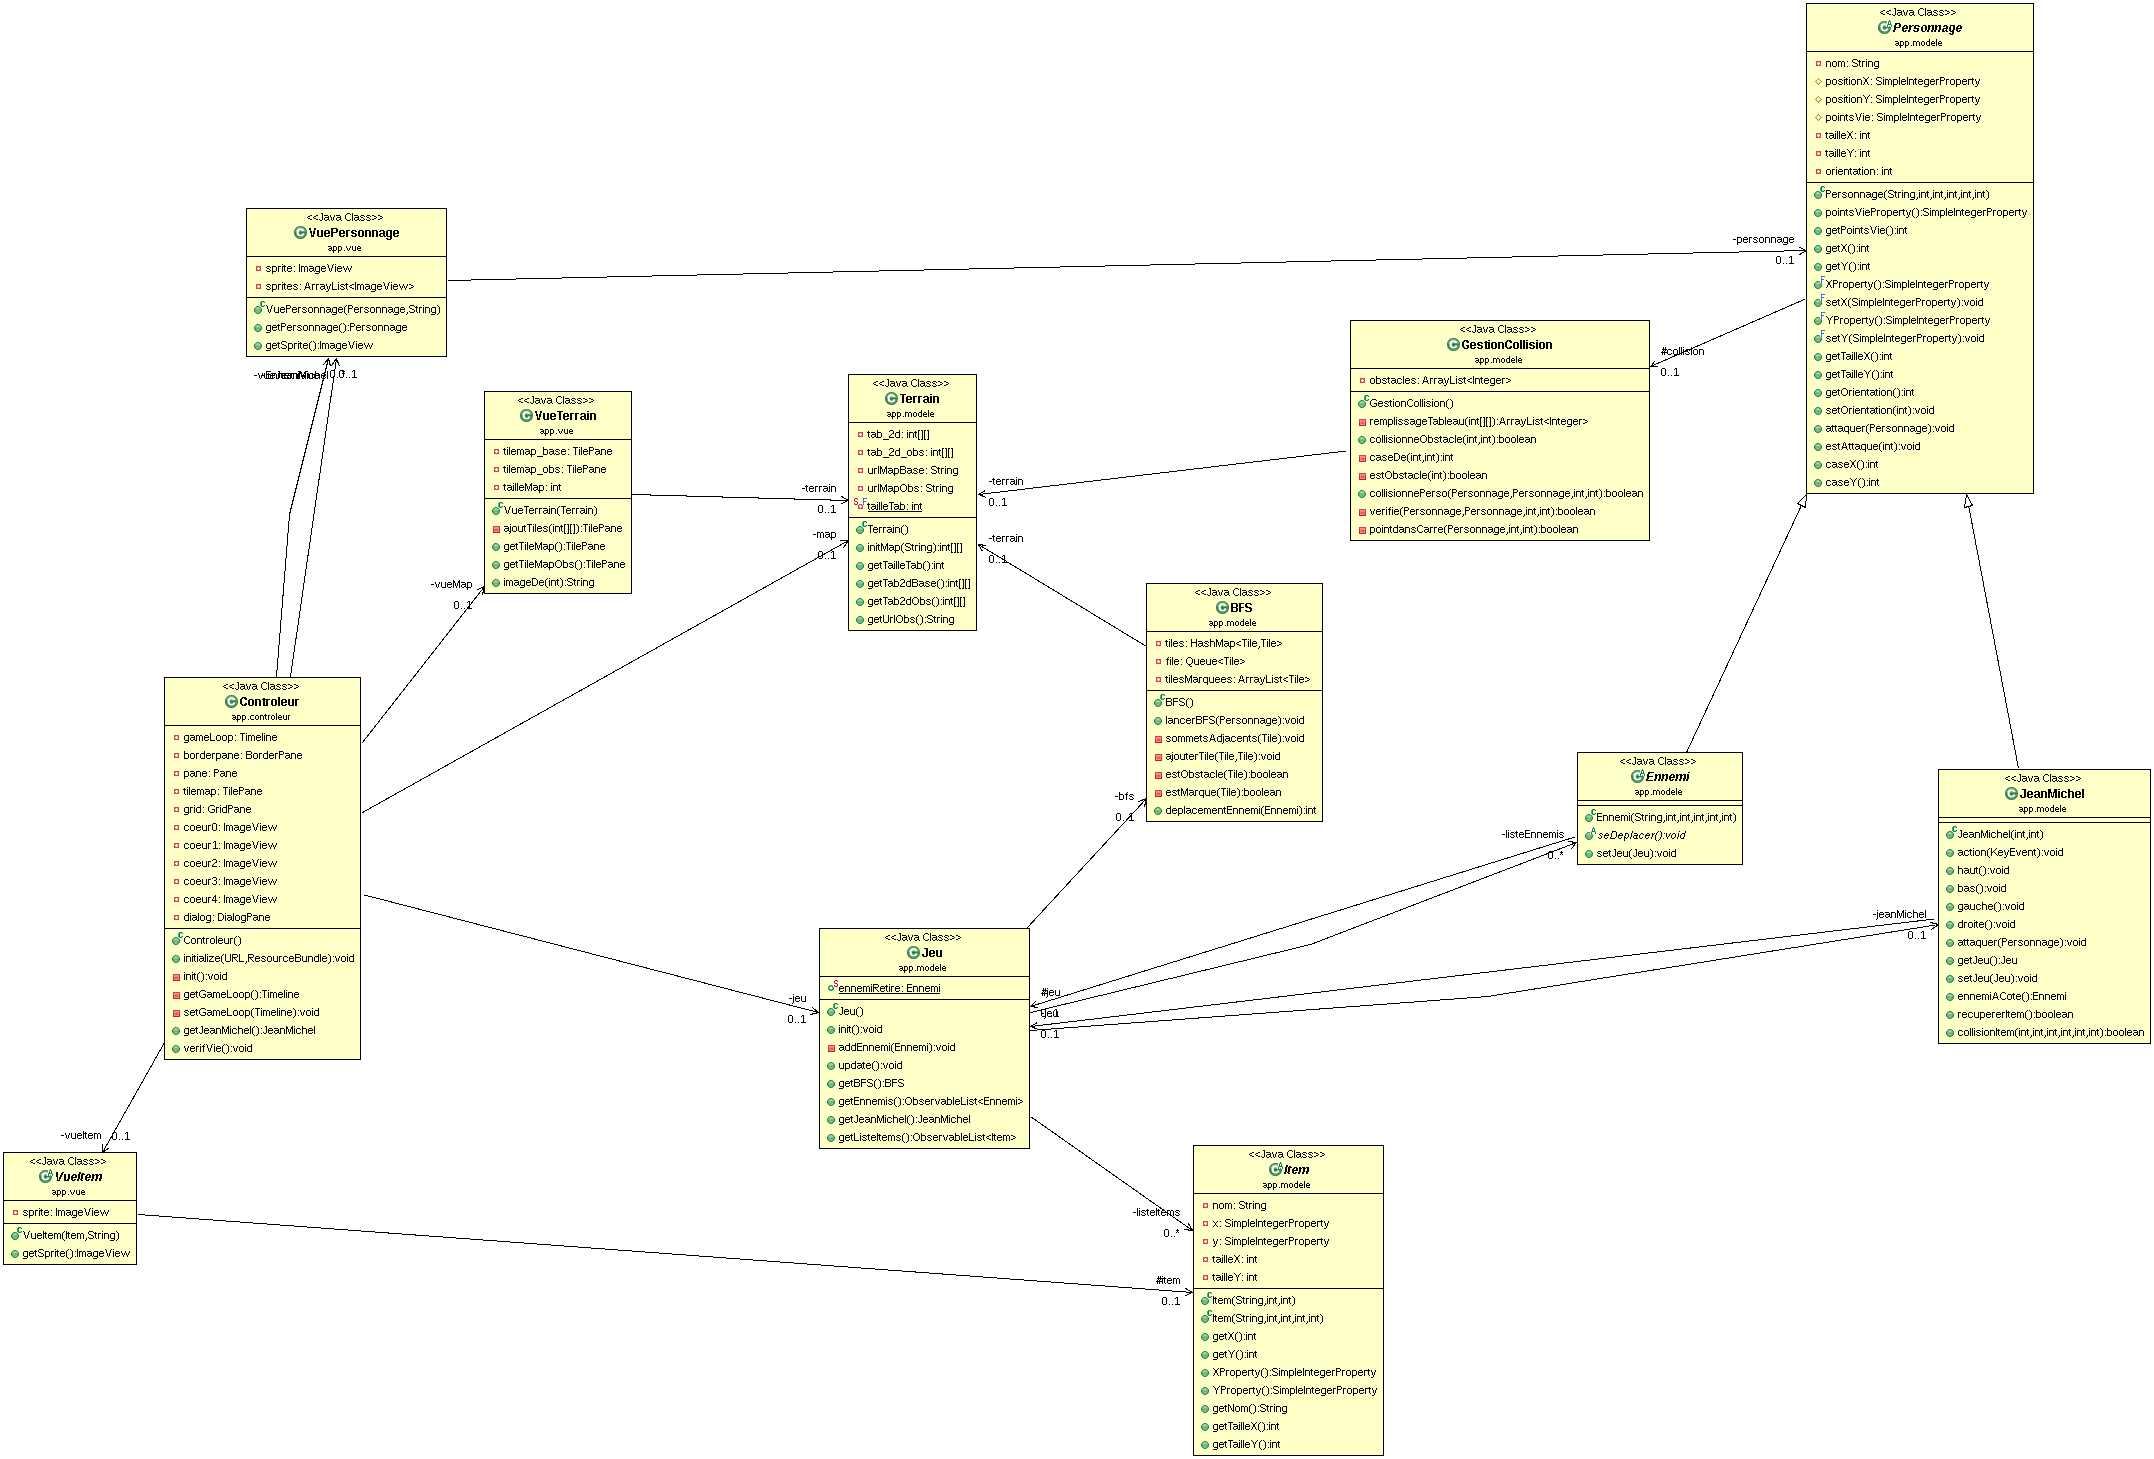 <<Java Class>>
Personnage
app.modele
nom: String
positionX: SimpleIntegerProperty
positionY: SimpleIntegerProperty
pointsVie: SimpleIntegerProperty
tailleX: int
tailleY: int
orientation: int
Personnage(String,int,int,int,int,int)
pointsVieProperty():SimpleIntegerProperty
getPointsVie():int
getX():int
getY():int
XProperty():SimpleIntegerProperty
setX(SimpleIntegerProperty):void
YProperty():SimpleIntegerProperty
setY(SimpleIntegerProperty):void
getTailleX():int
getTailleY():int
getOrientation():int
setOrientation(int):void
attaquer(Personnage):void
estAttaque(int):void
caseX():int
caseY():int
<<Java Class>>
VuePersonnage
app.vue
sprite: ImageView
sprites: ArrayList<ImageView>
VuePersonnage(Personnage,String)
getPersonnage():Personnage
getSprite():ImageView
-personnage
0..1
#collision
0..1
<<Java Class>>
GestionCollision
app.modele
obstacles: ArrayList<Integer>
GestionCollision()
remplissageTableau(int[][]):ArrayList<Integer>
collisionneObstacle(int,int):boolean
caseDe(int,int):int
estObstacle(int):boolean
collisionnePerso(Personnage,Personnage,int,int):boolean
verifie(Personnage,Personnage,int,int):boolean
pointdansCarre(Personnage,int,int):boolean
<<Java Class>>
VueTerrain
app.vue
tilemap_base: TilePane
tilemap_obs: TilePane
tailleMap: int
VueTerrain(Terrain)
ajoutTiles(int[][]):TilePane
getTileMap():TilePane
getTileMapObs():TilePane
imageDe(int):String
<<Java Class>>
Terrain
app.modele
tab_2d: int[][]
tab_2d_obs: int[][]
urlMapBase: String
urlMapObs: String
tailleTab: int
Terrain()
initMap(String):int[][]
getTailleTab():int
getTab2dBase():int[][]
getTab2dObs():int[][]
getUrlObs():String
-terrain
0..1
-map
0..1
-terrain
0..1
-terrain
0..1
-vueMap
0..1
<<Java Class>>
BFS
app.modele
tiles: HashMap<Tile,Tile>
file: Queue<Tile>
tilesMarquees: ArrayList<Tile>
BFS()
lancerBFS(Personnage):void
sommetsAdjacents(Tile):void
ajouterTile(Tile,Tile):void
estObstacle(Tile):boolean
estMarque(Tile):boolean
deplacementEnnemi(Ennemi):int
-bfs
0..1
<<Java Class>>
Controleur
app.controleur
gameLoop: Timeline
borderpane: BorderPane
pane: Pane
tilemap: TilePane
grid: GridPane
coeur0: ImageView
coeur1: ImageView
coeur2: ImageView
coeur3: ImageView
coeur4: ImageView
dialog: DialogPane
Controleur()
initialize(URL,ResourceBundle):void
init():void
getGameLoop():Timeline
setGameLoop(Timeline):void
getJeanMichel():JeanMichel
verifVie():void
<<Java Class>>
Ennemi
app.modele
Ennemi(String,int,int,int,int,int)
seDeplacer():void
setJeu(Jeu):void
-listeEnnemis
0..*
<<Java Class>>
JeanMichel
app.modele
JeanMichel(int,int)
action(KeyEvent):void
haut():void
bas():void
gauche():void
droite():void
attaquer(Personnage):void
getJeu():Jeu
setJeu(Jeu):void
ennemiACote():Ennemi
recupererItem():boolean
collisionItem(int,int,int,int,int,int):boolean
-jeanMichel
0..1
<<Java Class>>
Jeu
app.modele
ennemiRetire: Ennemi
Jeu()
init():void
addEnnemi(Ennemi):void
update():void
getBFS():BFS
getEnnemis():ObservableList<Ennemi>
getJeanMichel():JeanMichel
getListeItems():ObservableList<Item>
-jeu
0..1
#jeu
0..1
-vueItem
0..1
<<Java Class>>
VueItem
app.vue
sprite: ImageView
VueItem(Item,String)
getSprite():ImageView
-listeItems
0..*
#item
0..1
<<Java Class>>
Item
app.modele
nom: String
x: SimpleIntegerProperty
y: SimpleIntegerProperty
tailleX: int
tailleY: int
Item(String,int,int)
Item(String,int,int,int,int)
getX():int
getY():int
XProperty():SimpleIntegerProperty
YProperty():SimpleIntegerProperty
getNom():String
getTailleX():int
getTailleY():int